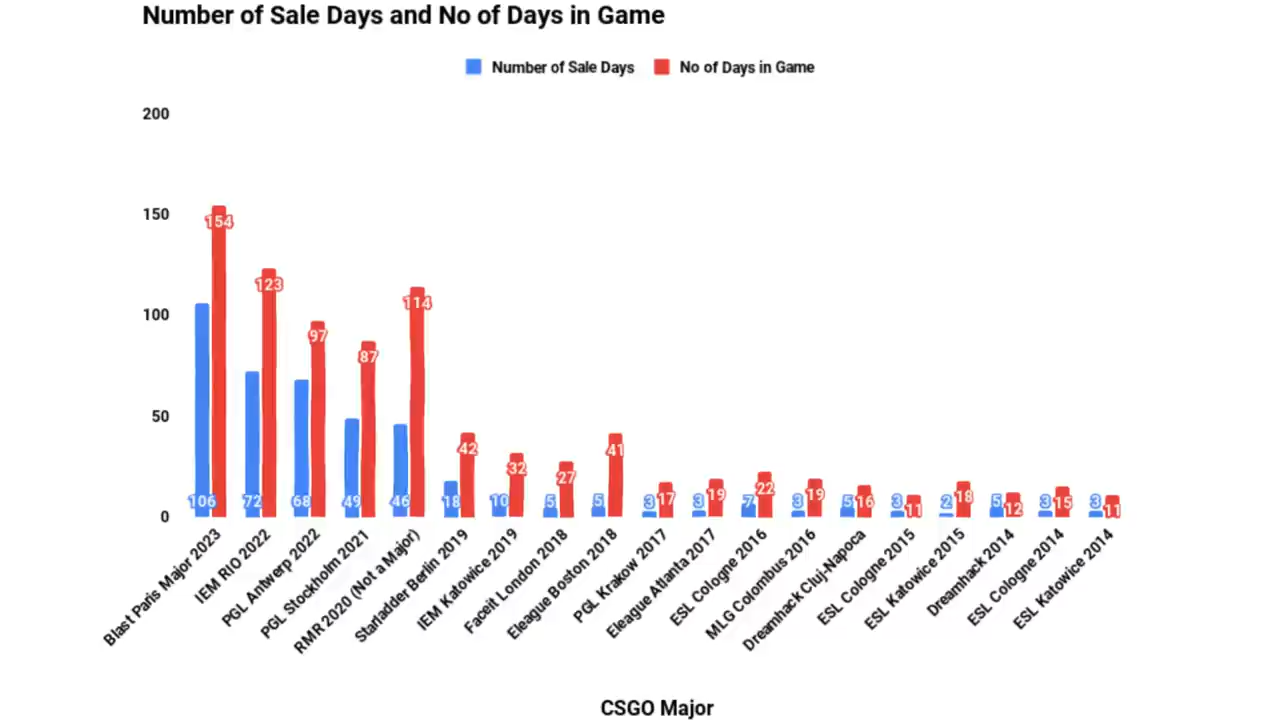 Number of Sale Days and No of Days in Game
Number of Sale Days
No of Days in Game
200
150
100
50
0
106
154
72
123
68
97
49
87
46
114
18
42
10
32
5
27
5
41
3
17
3
19
7
22
3
19
5
16
3
11
2
18
5
12
3
15
3
11
Blast Paris Major 2023
IEM RIO 2022
PGL Antwerp 2022
PGL Stockholm 2021
RMR 2020 (Not a Major)
Starladder Berlin 2019
IEM Katowice 2019
Faceit London 2018
Eleague Boston 2018
PGL Krakow 2017
Eleague Atlanta 2017
ESL Cologne 2016
MLG Colombus 2016
Dreamhack Cluj-Napoca
ESL Cologne 2015
ESL Katowice 2015
Dreamhack 2014
ESL Cologne 2014
ESL Katowice 2014
CSGO Major